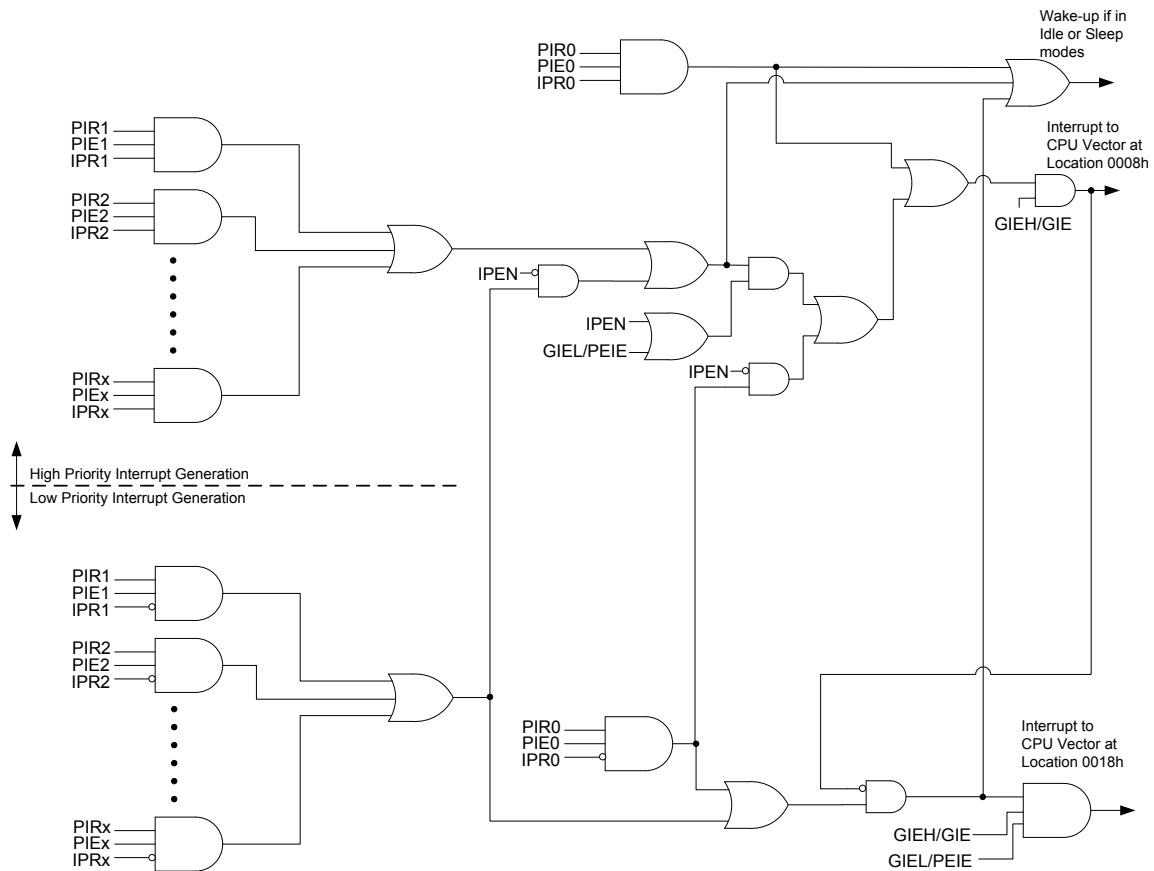 Wake-up if in
Idle or Sleep
modes
PIR0
PIE0
IPR0
PIR1
PIE1
IPR1
Interrupt to
CPU Vector at
Location 0008h
PIR2
PIE2
IPR2
GIEH/GIE
IPEN
IPEN
GIEL/PEIE
IPEN
PIRx
PIEx
IPRx
High Priority Interrupt Generation
Low Priority Interrupt Generation
PIR1
PIE1
IPR1
PIR2
PIE2
IPR2
PIR0
PIE0
IPR0
Interrupt to
CPU Vector at
Location 0018h
PIRx
PIEx
IPRx
GIEH/GIE
GIEL/PEIE